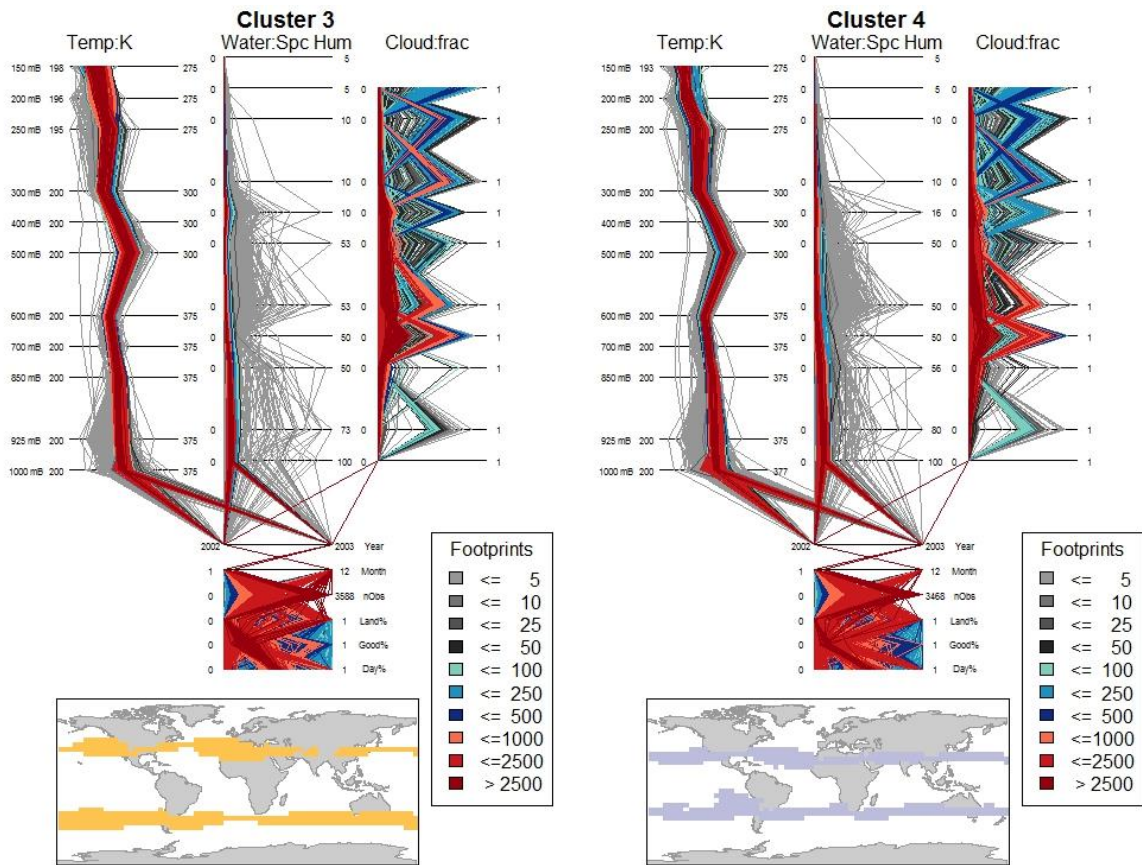 Cluster 3
Temp:K Water:Spc Hum Cloud:frac
0 5
150 mB 198 275 0 5 0 1
200 mB 196 275 0 10 0 1
250 mB 195 275
0 10 0 1
300 mB 200 300 0 10 0 1
400 mB 200 300 0 53 0 1
500 mB 200 300
0 53 0 1
600 mB 200 375 0 50 0 1
700 mB 200 375 0 50 0 1
850 mB 200 375
0 73 0 1
925 mB 200 375 0 100 0 1
1000 mB 200 375
2002 2003 Year
1 12 Month
0 3588 nObs
0 1 Land%
0 1 Good%
0 1 Day%
Footprints
<= 5
<= 10
<= 25
<= 50
<= 100
<= 250
<= 500
<=1000
<=2500
> 2500
Cluster 4
Temp:K Water:Spc Hum Cloud:frac
0 5
150 mB 193 275 0 5 0 1
200 mB 200 275 0 10 0 1
250 mB 200 275
0 10 0 1
300 mB 200 300 0 16 0 1
400 mB 200 300 0 50 0 1
500 mB 200 300
0 50 0 1
600 mB 200 375 0 50 0 1
700 mB 200 375 0 56 0 1
850 mB 200 375
0 80 0 1
925 mB 200 375 0 100 0 1
1000 mB 200 377
2002 2003 Year
1 12 Month
0 3468 nObs
0 1 Land%
0 1 Good%
0 1 Day%
Footprints
<= 5
<= 10
<= 25
<= 50
<= 100
<= 250
<= 500
<=1000
<=2500
> 2500